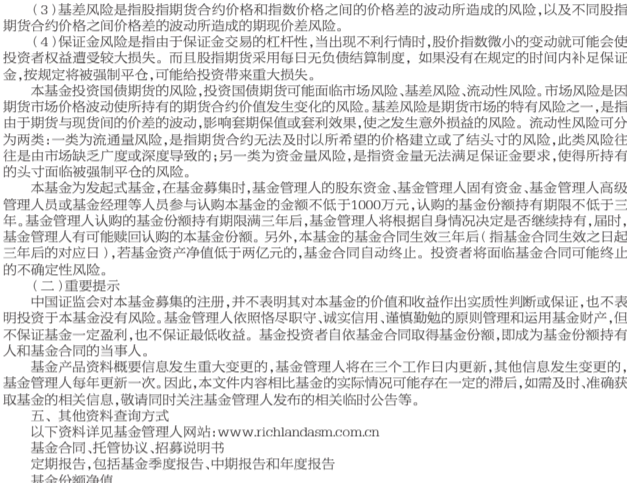 （3）基差风险是指股指期货合约价格和指数价格之间的价格差的波动所造成的风险，以及不同股指
期货合约价格之间价格差的波动所造成的期现价差风险。
（4）保证金风险是指由于保证金交易的杠杆性，当出现不利行情时，股价指数微小的变动就可能会使
投资者权益遭受较大损失。而且股指期货采用每日无负债结算制度，如果没有在规定的时间内补足保证
金，按规定将被强制平仓，可能给投资带来重大损失。
本基金投资国债期货的风险，投资国债期货可能面临市场风险、基差风险、流动性风险。市场风险是因
期货市场价格波动使所持有的期货合约价值发生变化的风险。基差风险是期货市场的特有风险之一，是指
由于期货与现货间的价差的波动，影响套期保值或套利效果，使之发生意外损益的风险。流动性风险可分
为两类：一类为流通量风险，是指期货合约无法及时以所希望的价格建立或了结头寸的风险，此类风险往
往是由市场缺乏广度或深度导致的；另一类为资金量风险，是指资金量无法满足保证金要求，使得所持有
的头寸面临被强制平仓的风险。
本基金为发起式基金，在基金募集时，基金管理人的股东资金、基金管理人固有资金、基金管理人高级
管理人员或基金经理等人员参与认购本基金的金额不低于1000万元，认购的基金份额持有期限不低于三
年。基金管理人认购的基金份额持有期限满三年后，基金管理人将根据自身情况决定是否继续持有，届时，
基金管理人有可能赎回认购的本基金份额。另外，本基金的基金合同生效三年后（指基金合同生效之日起
三年后的对应日），若基金资产净值低于两亿元的，基金合同自动终止。投资者将面临基金合同可能终止
的不确定性风险。
（二）重要提示
中国证监会对本基金募集的注册，并不表明其对本基金的价值和收益作出实质性判断或保证，也不表
明投资于本基金没有风险。基金管理人依照恪尽职守、诚实信用、谨慎勤勉的原则管理和运用基金财产，但
不保证基金一定盈利，也不保证最低收益。基金投资者自依基金合同取得基金份额，即成为基金份额持有
人和基金合同的当事人。
基金产品资料概要信息发生重大变更的，基金管理人将在三个工作日内更新，其他信息发生变更的，
基金管理人每年更新一次。因此，本文件内容相比基金的实际情况可能存在一定的滞后，如需及时、准确获
取基金的相关信息，敬请同时关注基金管理人发布的相关临时公告等。
五、其他资料查询方式
以下资料详见基金管理人网站：www.richlandasm.com.cn
基金合同、托管协议、招募说明书
定期报告，包括基金季度报告、中期报告和年度报告
基金份额净值